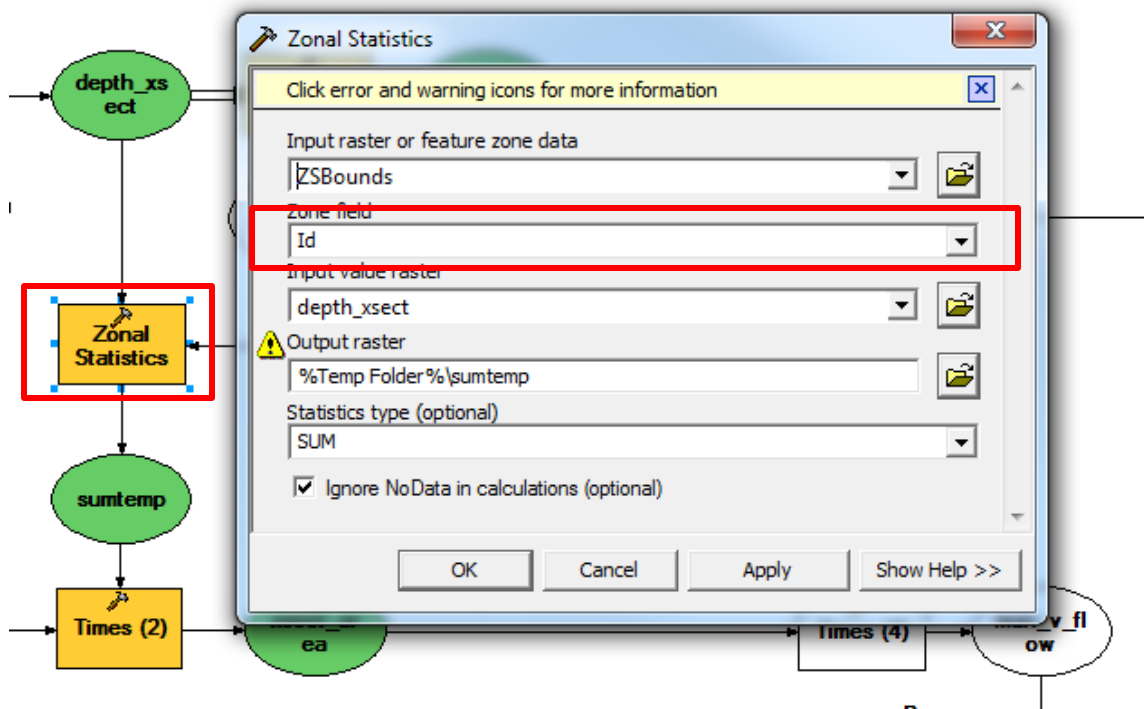 Zonal Statistics
Click error and warning icons for more information
Input raster or feature zone data
ZSBounds
Zone field
Id
Input value raster
depth_xsect
Output raster
%Temp Folder%\sumtemp
Statistics type (optional)
SUM
Ignore NoData in calculations (optional)
OK
Cancel
Apply
Show Help >>
depth_xs
ect
Zonal
Statistics
sumtemp
Times (2)
ea
Times (4)
_v_fl
ow